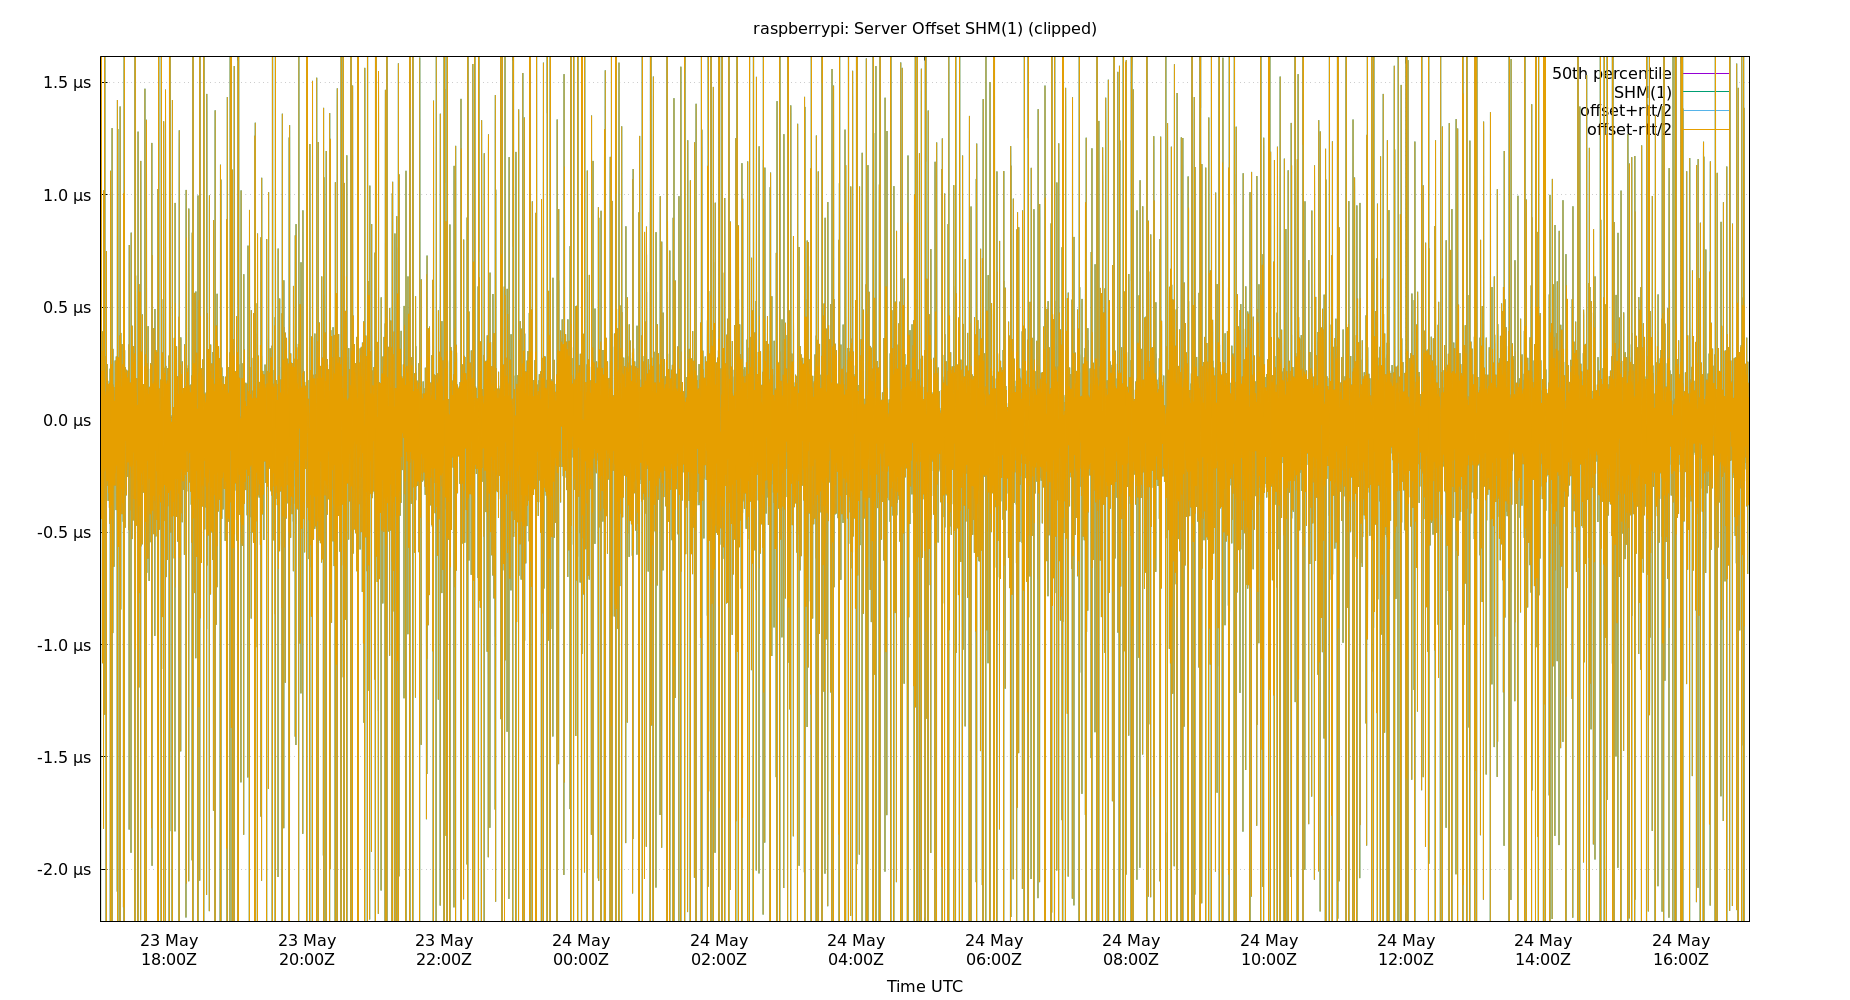 raspberrypi: Server Offset SHM(1) (clipped)
50th percentile
SHM(1)
offset+rtt/2
offset-rtt/2
1.5 µs
1.0 µs
0.5 µs
0.0 µs
-0.5 µs
-1.0 µs
-1.5 µs
-2.0 µs
23 May 23 May 23 May 24 May 24 May 24 May 24 May 24 May 24 May 24 May 24 May 24 May
18:00Z 20:00Z 22:00Z 00:00Z 02:00Z 04:00Z 06:00Z 08:00Z 10:00Z 12:00Z 14:00Z 16:00Z
Time UTC